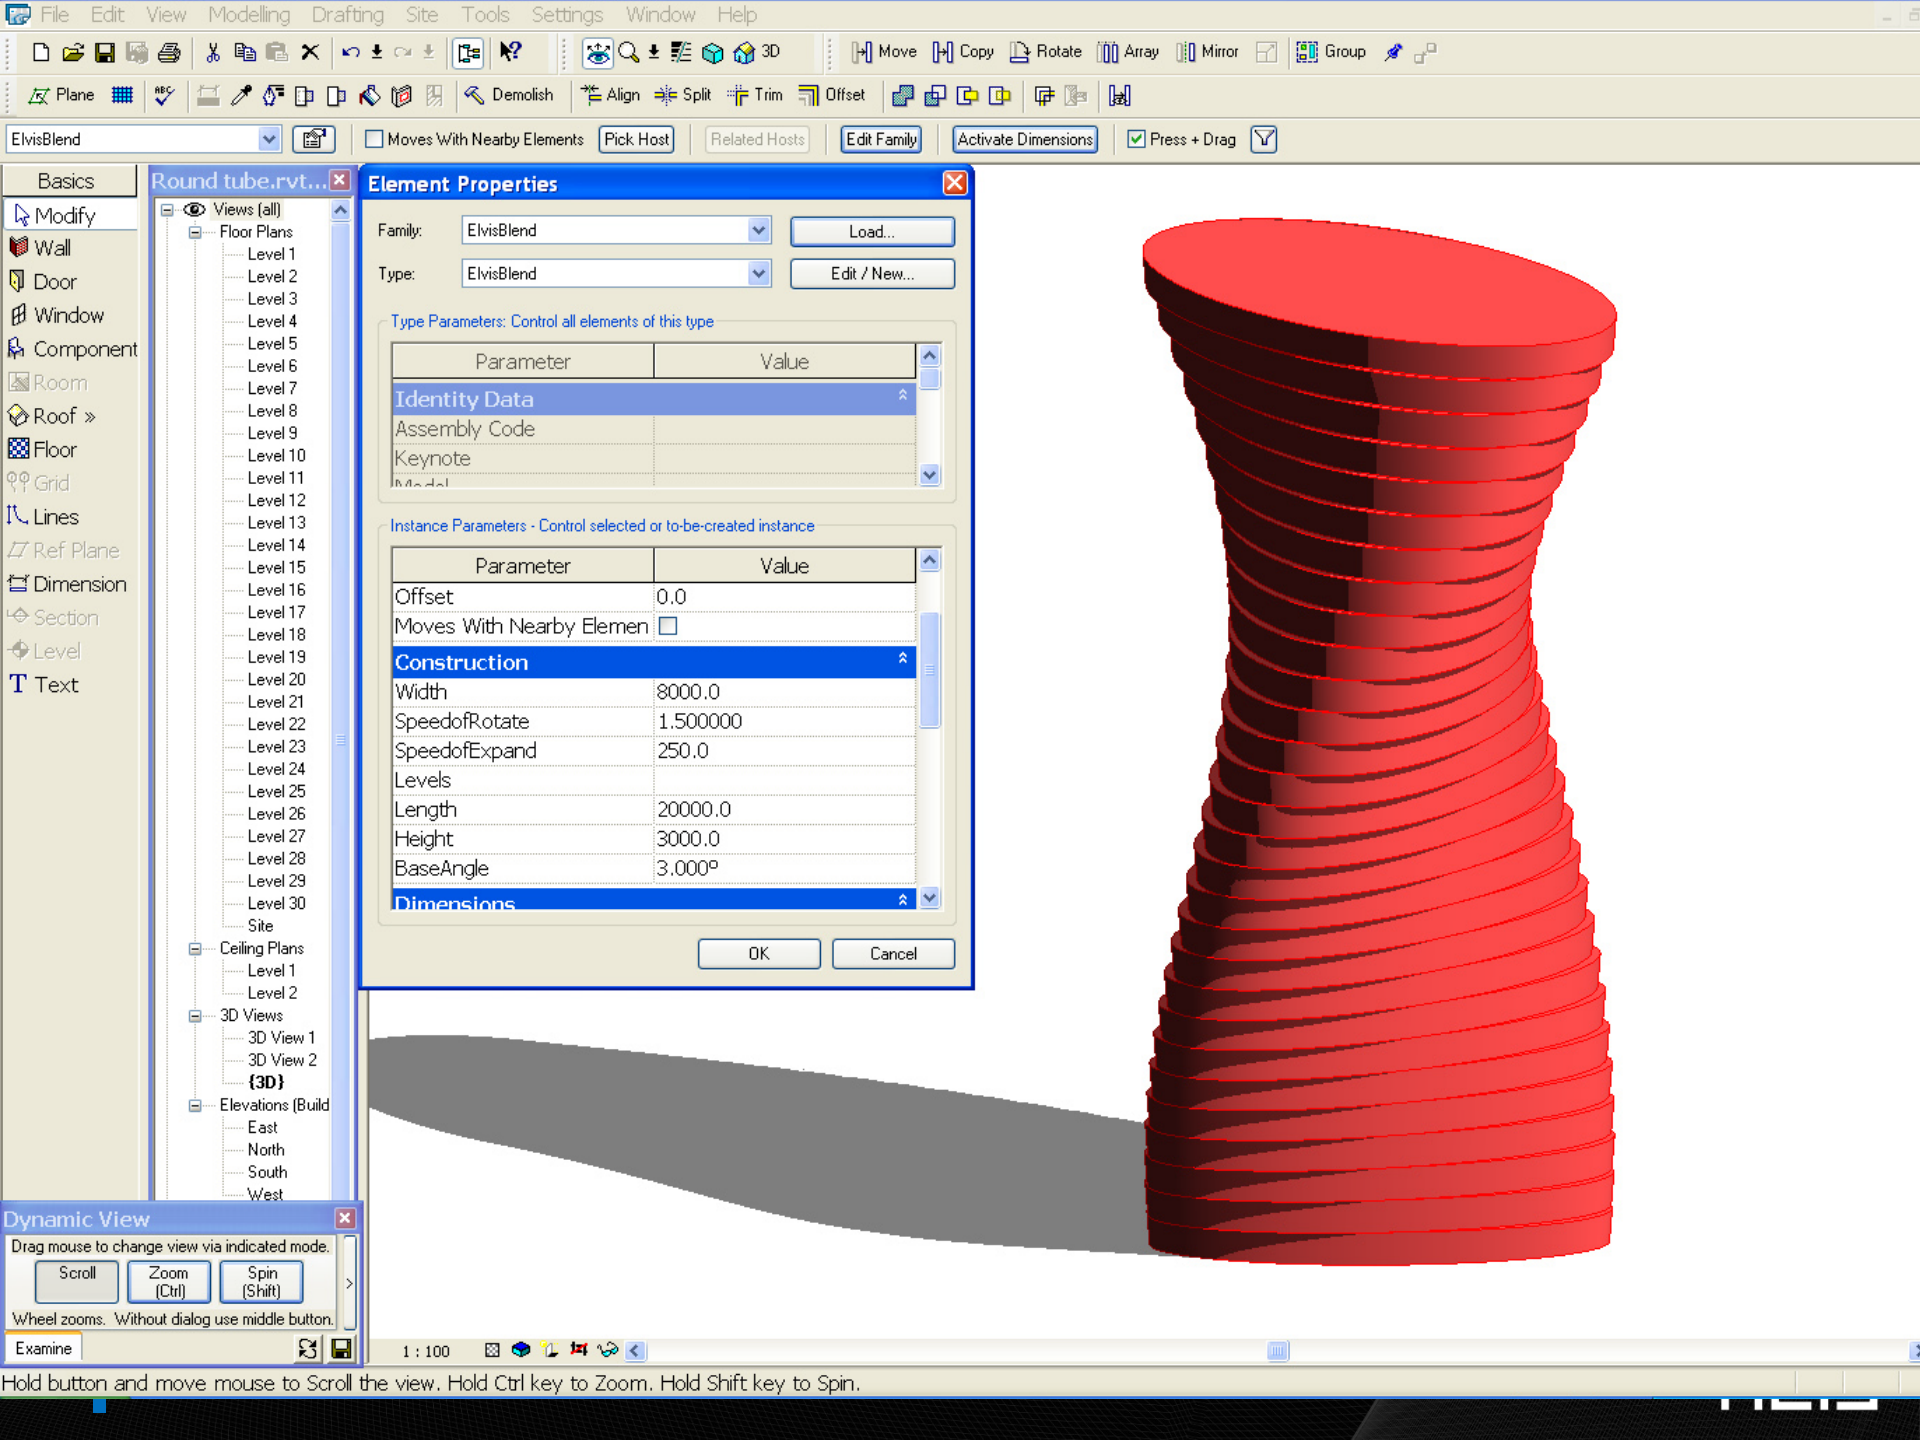 File Edit View Modelling Drafting Site Tools Settings Window Help
3D Move Copy Rotate Array Mirror Group
Plane ABC Demolish Align Split Trim Offset
ElvisBlend Moves With Nearby Elements Pick Host Related Hosts Edit Family Activate Dimensions Press + Drag
Basics
Modify
Wall
Door
Window
Component
Room
Roof »
Floor
Grid
Lines
Ref Plane
Dimension
Section
Level
T Text
Round tube.rvt...
Views (all)
Floor Plans
Level 1
Level 2
Level 3
Level 4
Level 5
Level 6
Level 7
Level 8
Level 9
Level 10
Level 11
Level 12
Level 13
Level 14
Level 15
Level 16
Level 17
Level 18
Level 19
Level 20
Level 21
Level 22
Level 23
Level 24
Level 25
Level 26
Level 27
Level 28
Level 29
Level 30
Site
Ceiling Plans
Level 1
Level 2
3D Views
3D View 1
3D View 2
{3D}
Elevations (Build
East
North
South
West
Element Properties
Family: ElvisBlend Load...
Type: ElvisBlend Edit / New...
Type Parameters: Control all elements of this type
Parameter Value
Identity Data
Assembly Code
Keynote
Model
Instance Parameters - Control selected or to-be-created instance
Parameter Value
Offset 0.0
Moves With Nearby Elemen
Construction
Width 8000.0
SpeedofRotate 1.500000
SpeedofExpand 250.0
Levels
Length 20000.0
Height 3000.0
BaseAngle 3.000º
Dimensions
OK Cancel
Dynamic View
Drag mouse to change view via indicated mode.
Scroll Zoom (Ctrl) Spin (Shift)
Wheel zooms. Without dialog use middle button.
Examine
1 : 100
Hold button and move mouse to Scroll the view. Hold Ctrl key to Zoom. Hold Shift key to Spin.